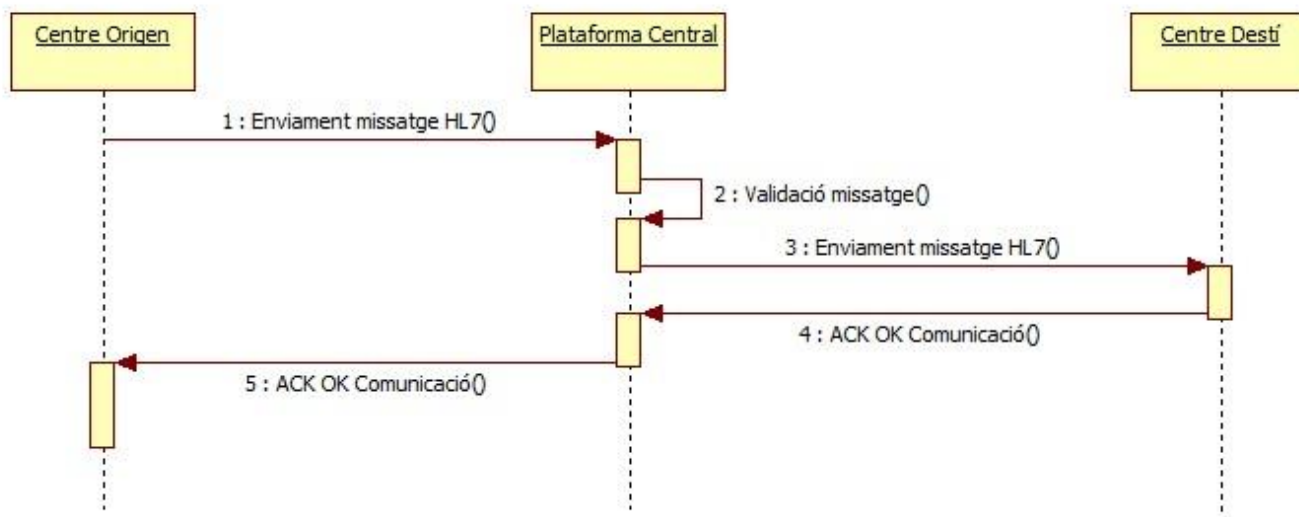 Centre Origen
Plataforma Central
Centre Destí
1 : Enviament missatge HL7()
2 : Validació missatge()
3 : Enviament missatge HL7()
4 : ACK OK Comunicació()
5 : ACK OK Comunicació()